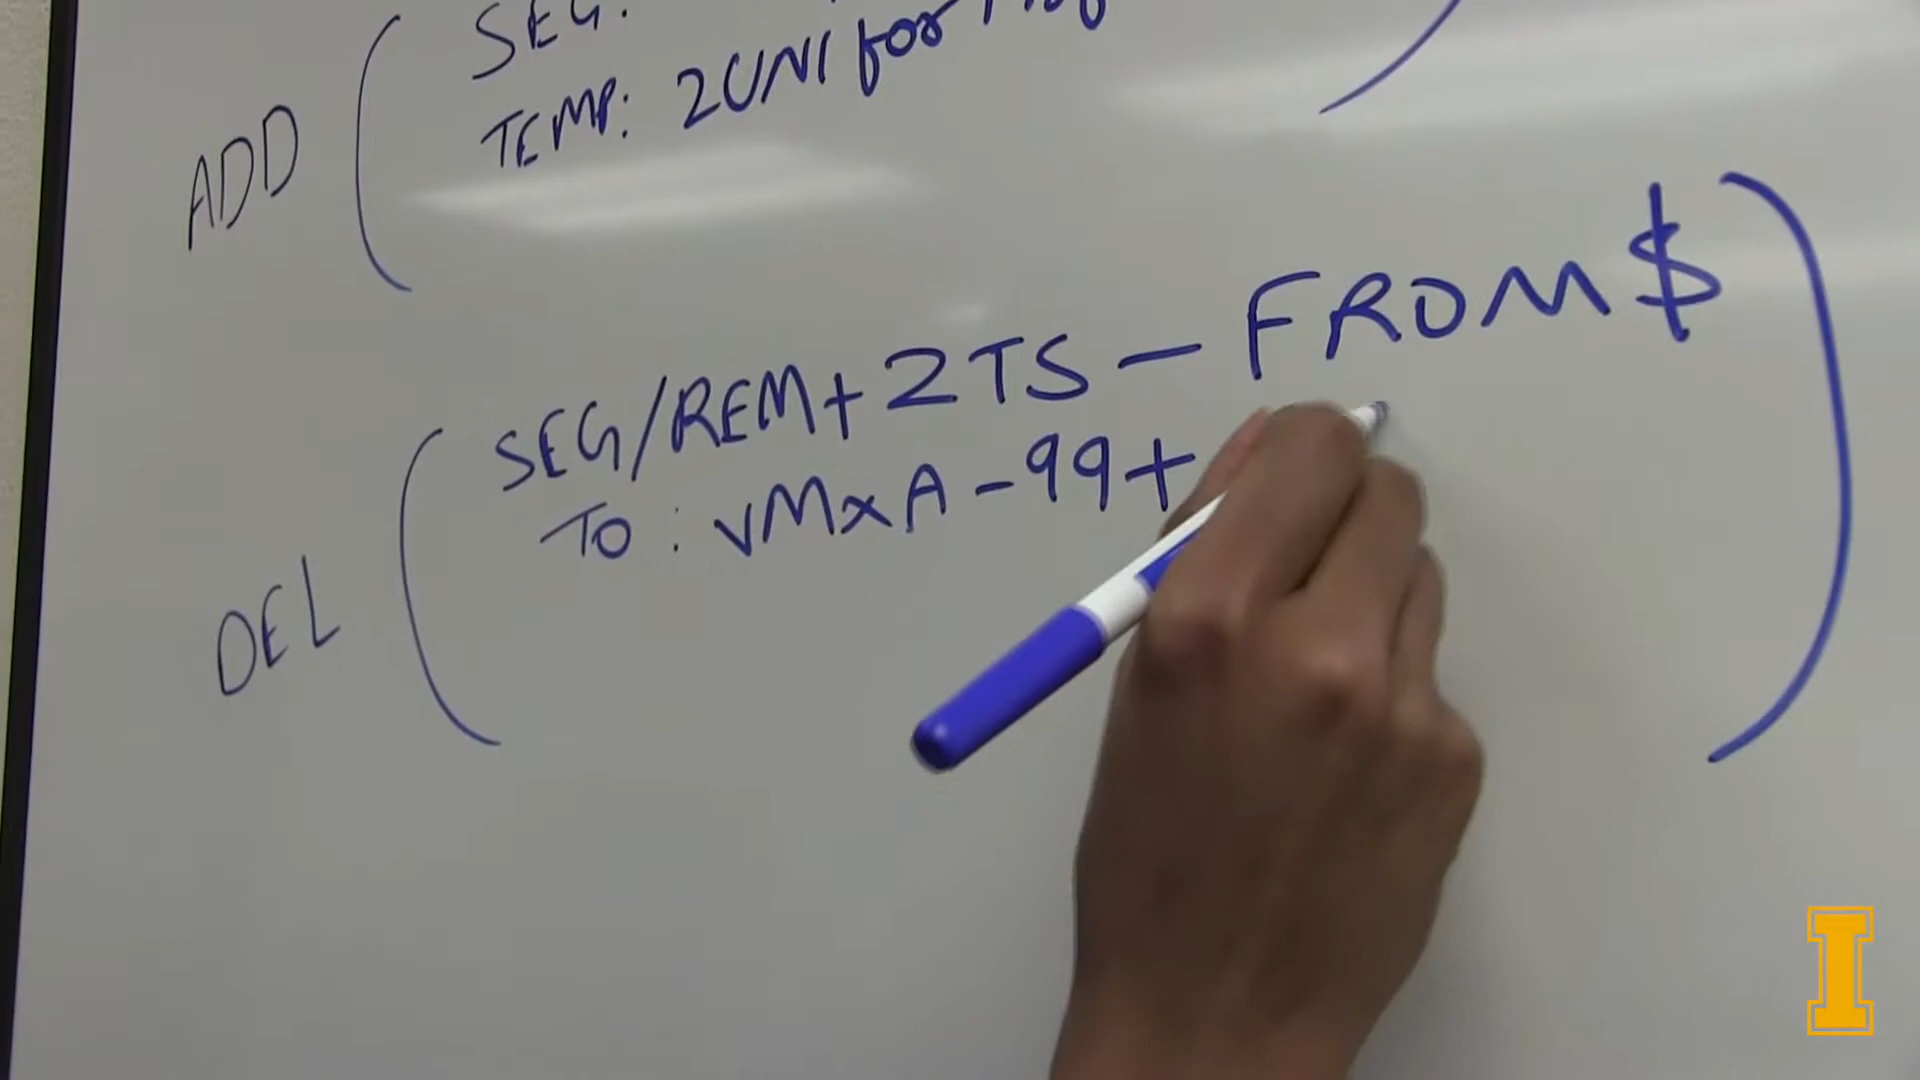 SEG:
TEMP: 2UNI for
ADD
SEG/REM+2TS — FROM $
TO: VMXA -99+
DEL
I